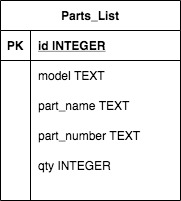 Parts_List
PK id INTEGER
model TEXT
part_name TEXT
part_number TEXT
qty INTEGER